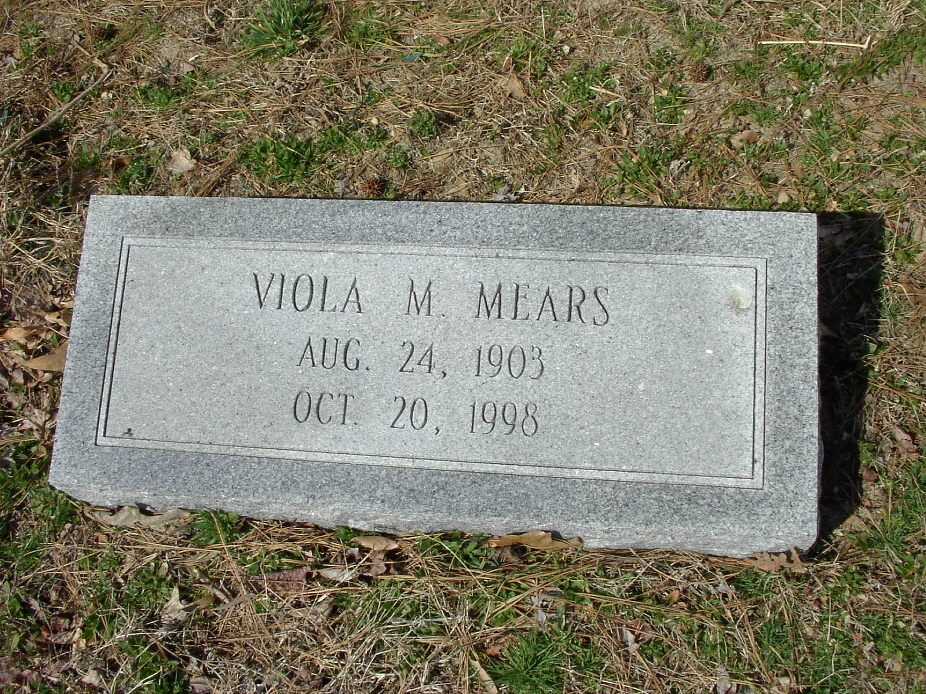 VIOLA M. MEARS
AUG. 24, 1903
OCT. 20, 1998